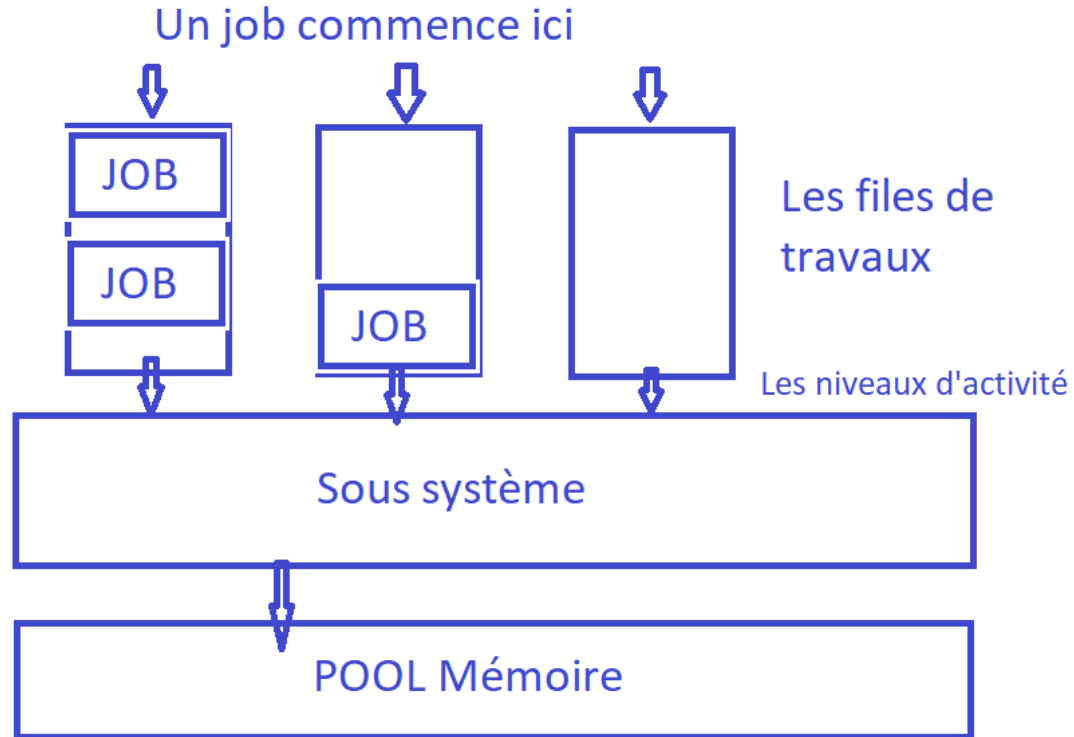 Un job commence ici
JOB
JOB
JOB
Les files de
travaux
Les niveaux d'activité
Sous système
POOL Mémoire